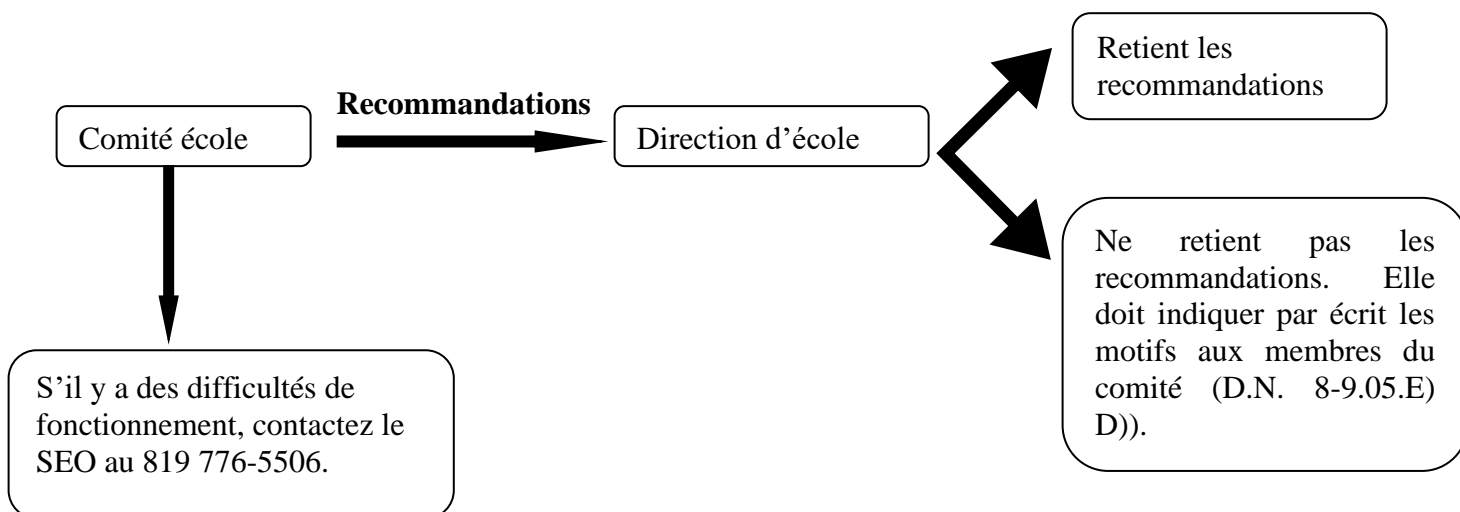 Comité école
Recommandations
Direction d’école
Retient les
recommandations
Ne retient pas les
recommandations. Elle
doit indiquer par écrit les
motifs aux membres du
comité (D.N. 8-9.05.E)
D)).
S’il y a des difficultés de
fonctionnement, contactez le
SEO au 819 776-5506.